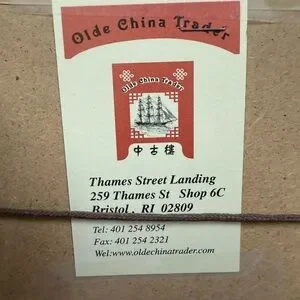 Olde China Trader
Olde China Trader
中古樓
Thames Street Landing
259 Thames St Shop 6C
Bristol, RI 02809
Tel: 401 254 8954
Fax: 401 254 2321
Wel:www.oldechinatrader.com